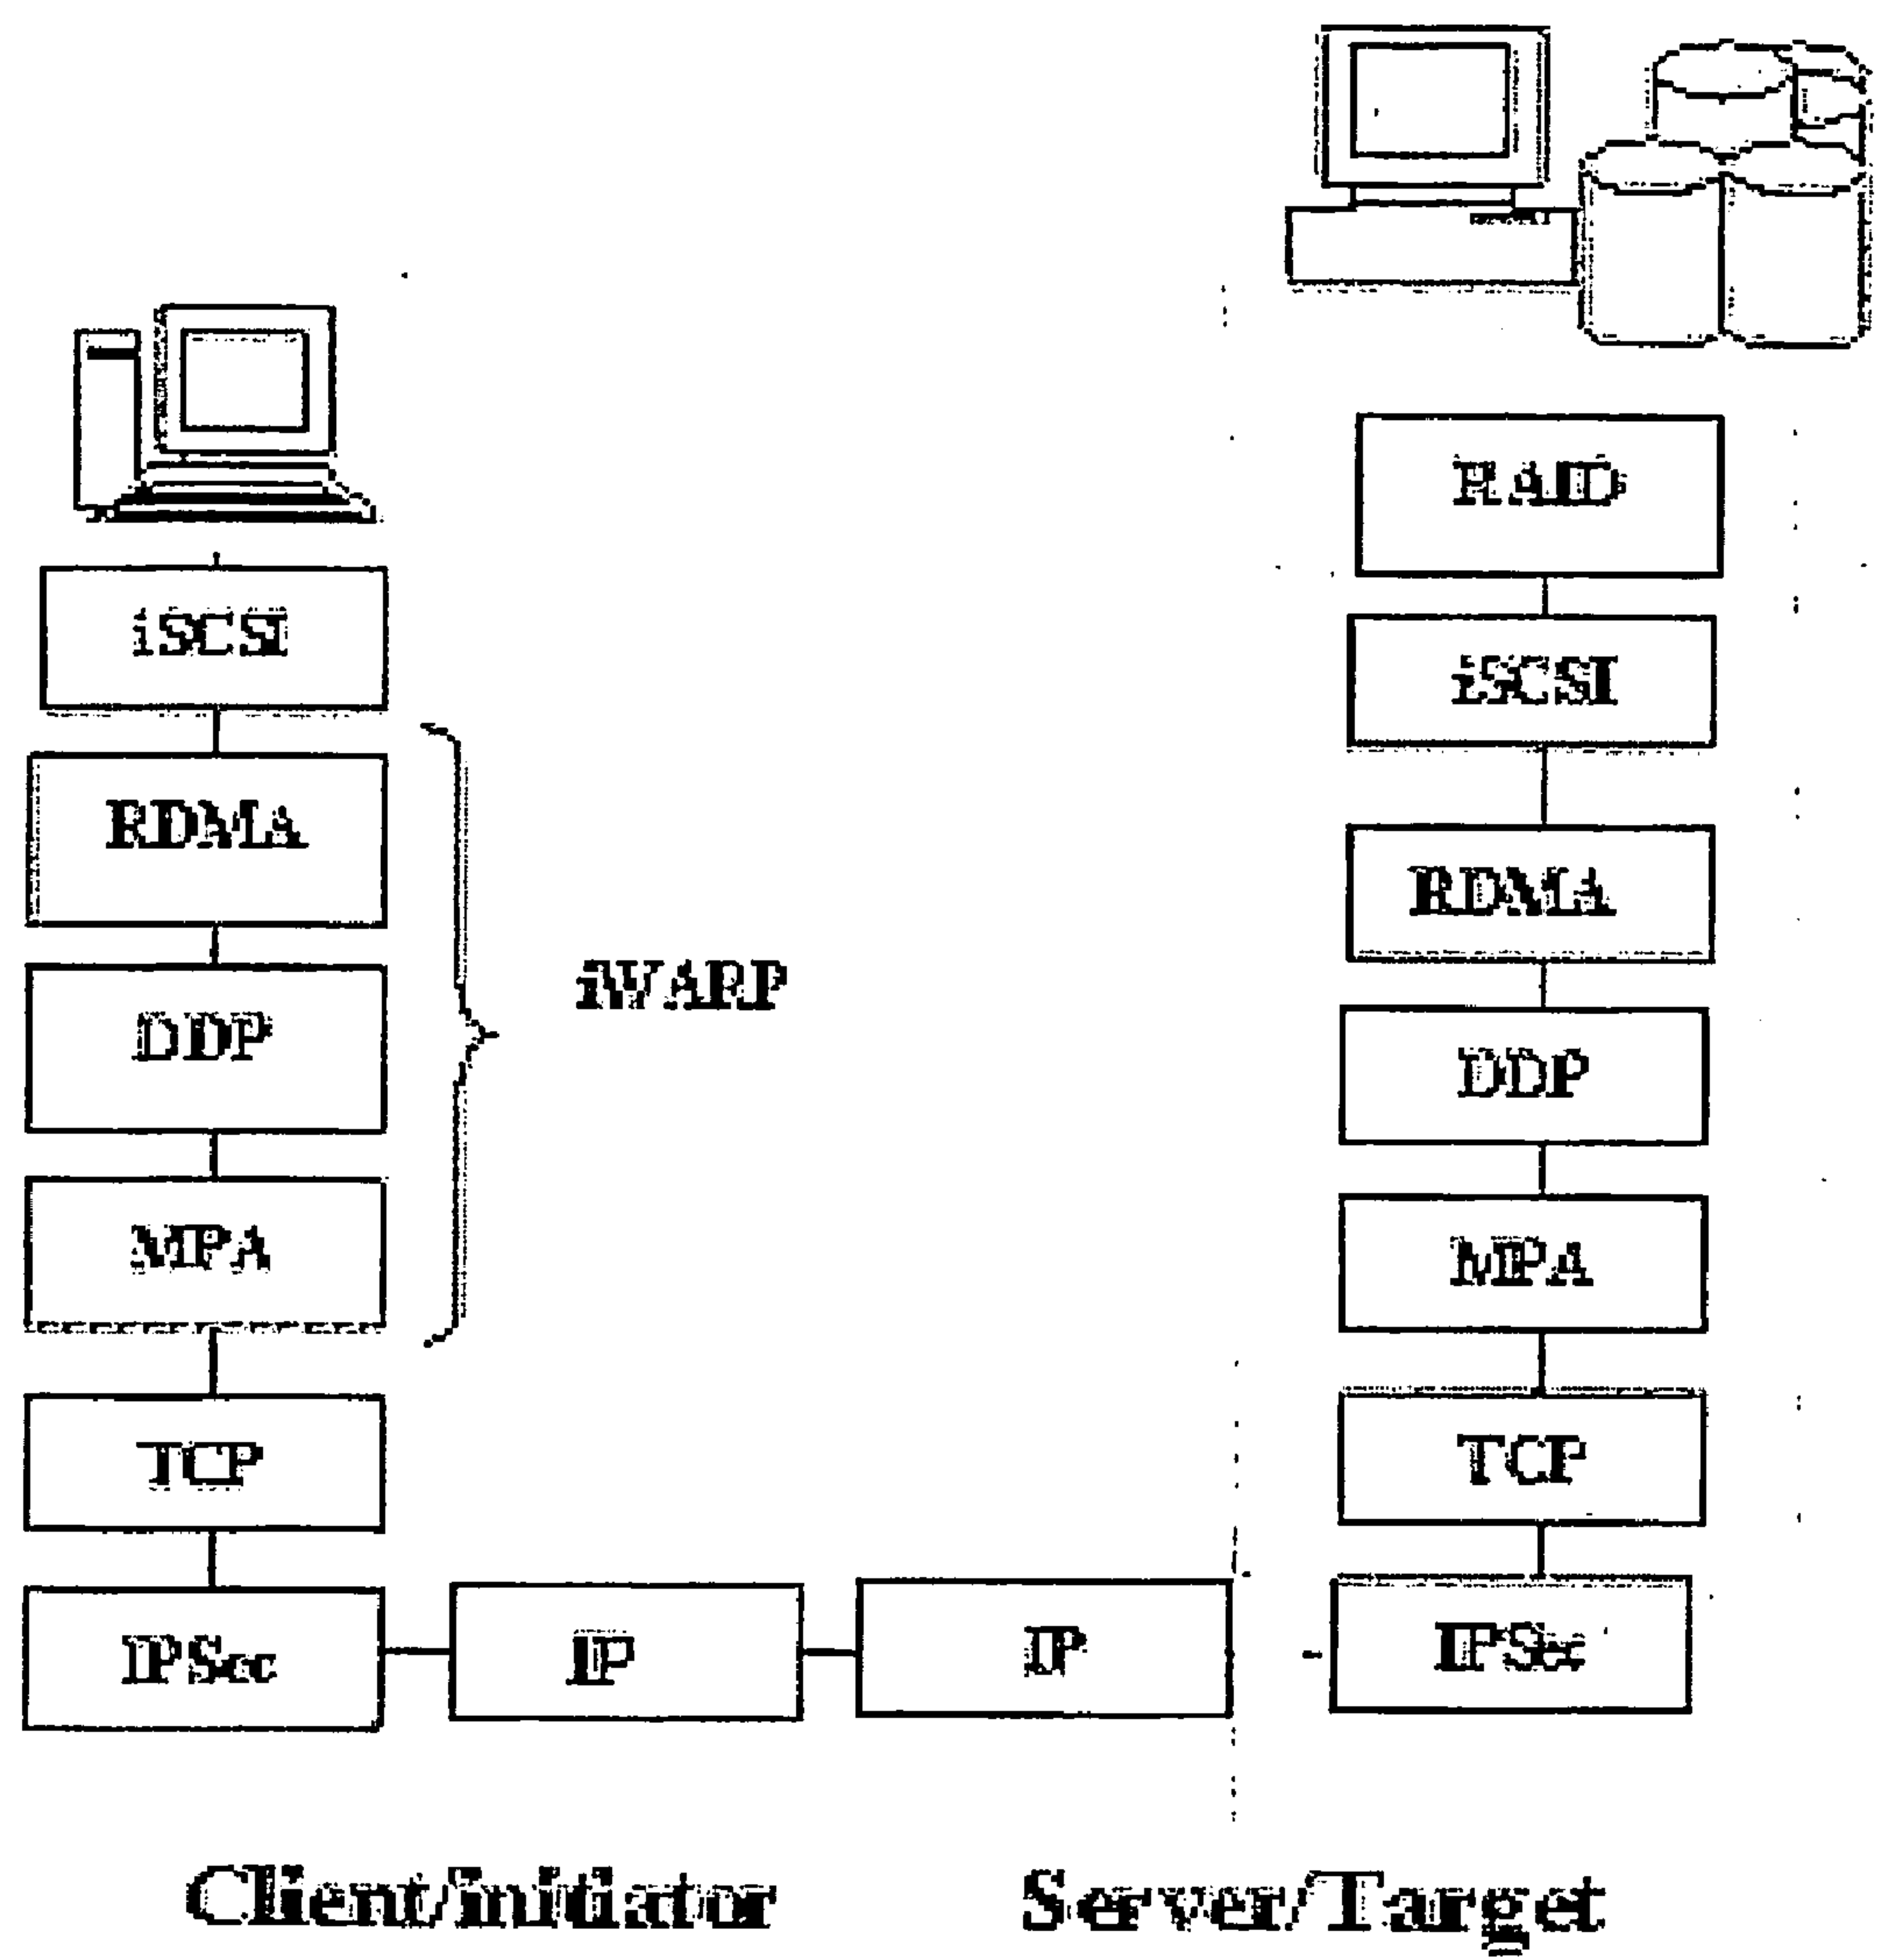 iSCSI
RDMA
DDP
MPA
TCP
IPSec
IP
iWARP
IP
RAID
iSCSI
RDMA
DDP
MPA
TCP
IPSec
Client/initiator
Server/Target